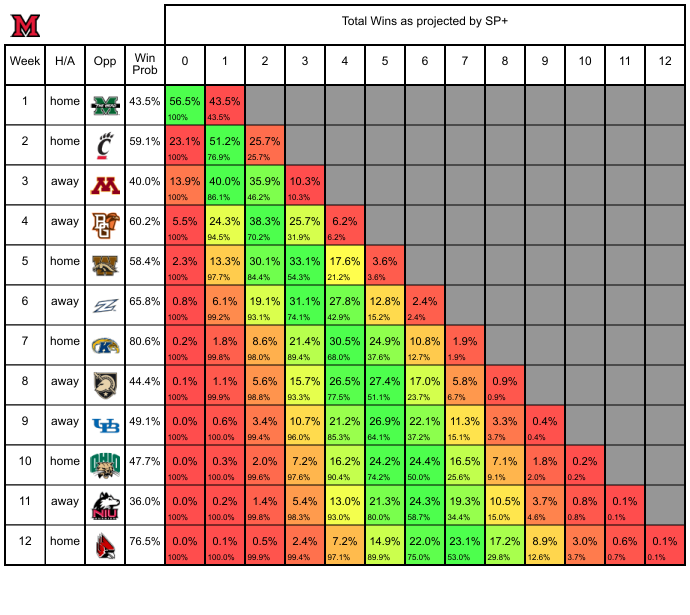 M
Total Wins as projected by SP+
Week H/A Opp Win Prob 0 1 2 3 4 5 6 7 8 9 10 11 12
1 home M THE HERD 43.5% 56.5% 43.5%
100% 43.5%
2 home C 59.1% 23.1% 51.2% 25.7%
100% 76.9% 25.7%
3 away M 40.0% 13.9% 40.0% 35.9% 10.3%
100% 86.1% 46.2% 10.3%
4 away BG 60.2% 5.5% 24.3% 38.3% 25.7% 6.2%
100% 94.5% 70.2% 31.9% 6.2%
5 home W 58.4% 2.3% 13.3% 30.1% 33.1% 17.6% 5.6%
100% 97.7% 84.4% 54.3% 21.2% 3.6%
6 away Z 65.8% 0.8% 6.1% 19.1% 31.1% 27.8% 12.8% 2.4%
100% 99.2% 93.1% 74.1% 42.9% 15.2% 2.4%
7 home K 80.6% 0.2% 1.8% 8.6% 21.4% 30.5% 24.9% 10.8% 1.9%
100% 99.8% 98.0% 89.4% 68.0% 37.6% 12.7% 1.9%
8 away 44.4% 0.1% 1.1% 5.6% 15.7% 26.5% 27.4% 17.0% 5.8% 0.9%
100% 99.9% 98.8% 93.3% 77.5% 51.1% 23.7% 6.7% 0.9%
9 away UB 49.1% 0.0% 0.6% 3.4% 10.7% 21.2% 26.9% 22.1% 11.3% 3.3% 0.4%
100% 100.0% 99.4% 96.0% 85.3% 64.1% 37.2% 15.1% 3.7% 0.4%
10 home OHIO 47.7% 0.0% 0.3% 2.0% 7.2% 16.2% 24.2% 24.4% 16.5% 7.1% 1.8% 0.2%
100% 100.0% 99.6% 97.6% 90.4% 74.2% 50.0% 25.6% 9.1% 2.0% 0.2%
11 away NIU 36.0% 0.0% 0.2% 1.4% 5.4% 13.0% 21.3% 24.3% 19.3% 10.5% 3.7% 0.8% 0.1%
100% 100.0% 99.8% 98.3% 93.0% 80.0% 58.7% 34.4% 15.0% 4.6% 0.8% 0.1%
12 home 76.5% 0.0% 0.1% 0.5% 2.4% 7.2% 14.9% 22.0% 23.1% 17.2% 8.9% 3.0% 0.6% 0.1%
100% 100.0% 99.9% 99.4% 97.1% 89.9% 75.0% 53.0% 29.8% 12.6% 3.7% 0.7% 0.1%